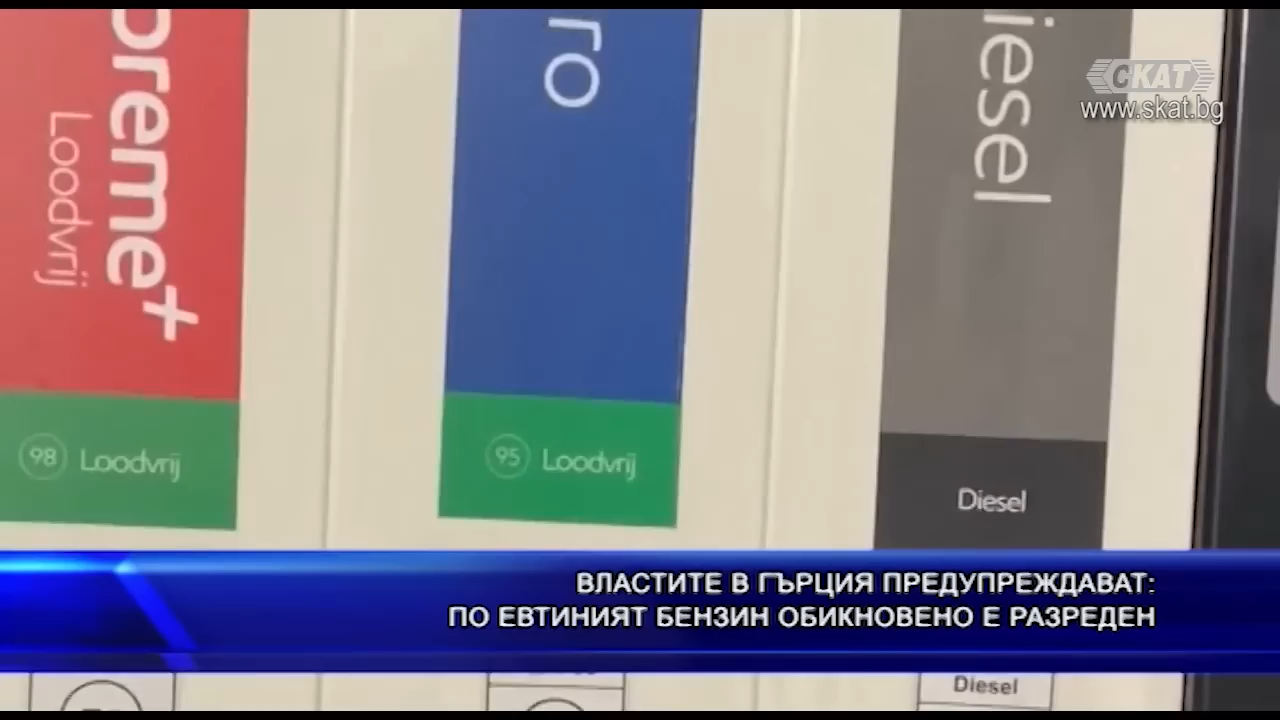 preme+
Loodvrij
ro
iesel
СКАТ
www.skat.bg
98 Loodvrij
95 Loodvrij
Diesel
ВЛАСТИТЕ В ГЪРЦИЯ ПРЕДУПРЕЖДАВАТ:
ПО ЕВТИНИЯТ БЕНЗИН ОБИКНОВЕНО Е РАЗРЕДЕН
Diesel